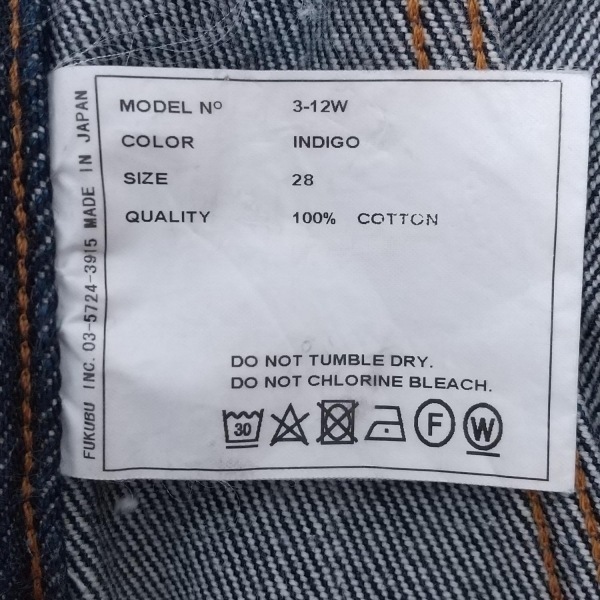 MODEL Nº 3-12W
COLOR INDIGO
SIZE 28
QUALITY 100% COTTON
DO NOT TUMBLE DRY.
DO NOT CHLORINE BLEACH.
30 F W
FUKUBU INC. 03-5724-3915 MADE IN JAPAN